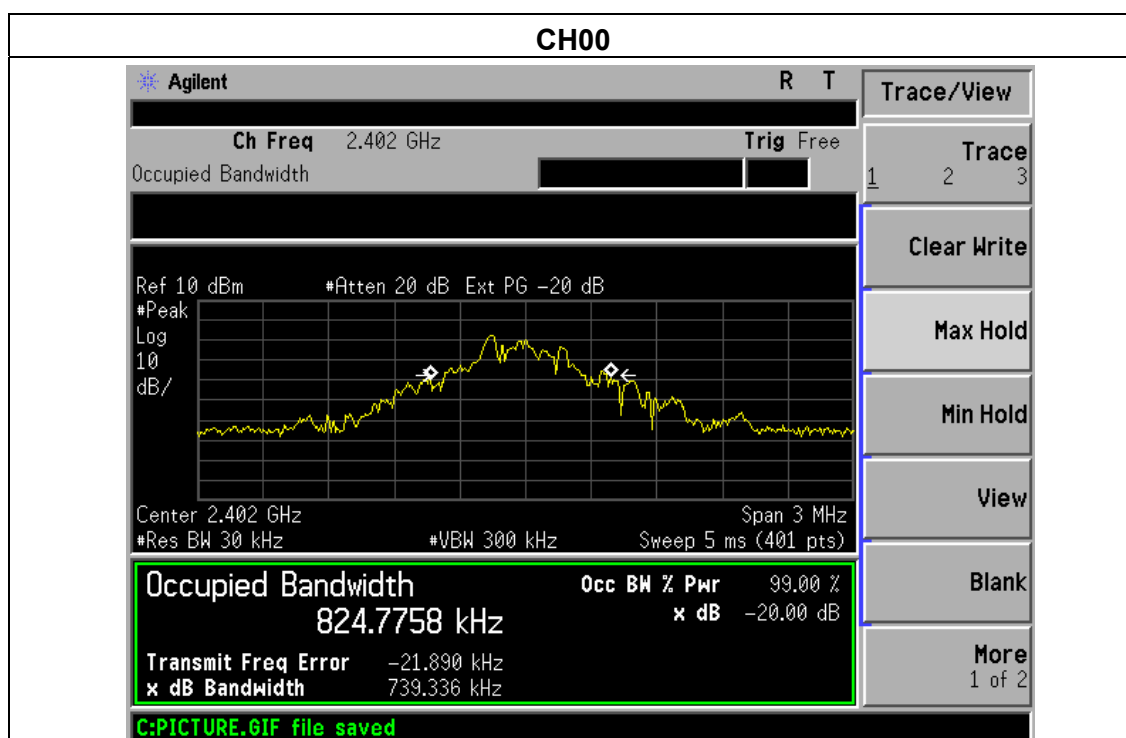 CH00
Agilent R T
Trace/View
Ch Freq 2.402 GHz Trig Free
Occupied Bandwidth
Trace
1 2 3
Clear Write
Ref 10 dBm #Atten 20 dB Ext PG -20 dB
#Peak
Log
10
dB/
Max Hold
Min Hold
View
Center 2.402 GHz Span 3 MHz
#Res BW 30 kHz #VBW 300 kHz Sweep 5 ms (401 pts)
Occupied Bandwidth Occ BW % Pwr 99.00 %
824.7758 kHz x dB -20.00 dB
Blank
Transmit Freq Error -21.890 kHz
x dB Bandwidth 739.336 kHz
More
1 of 2
C:PICTURE.GIF file saved